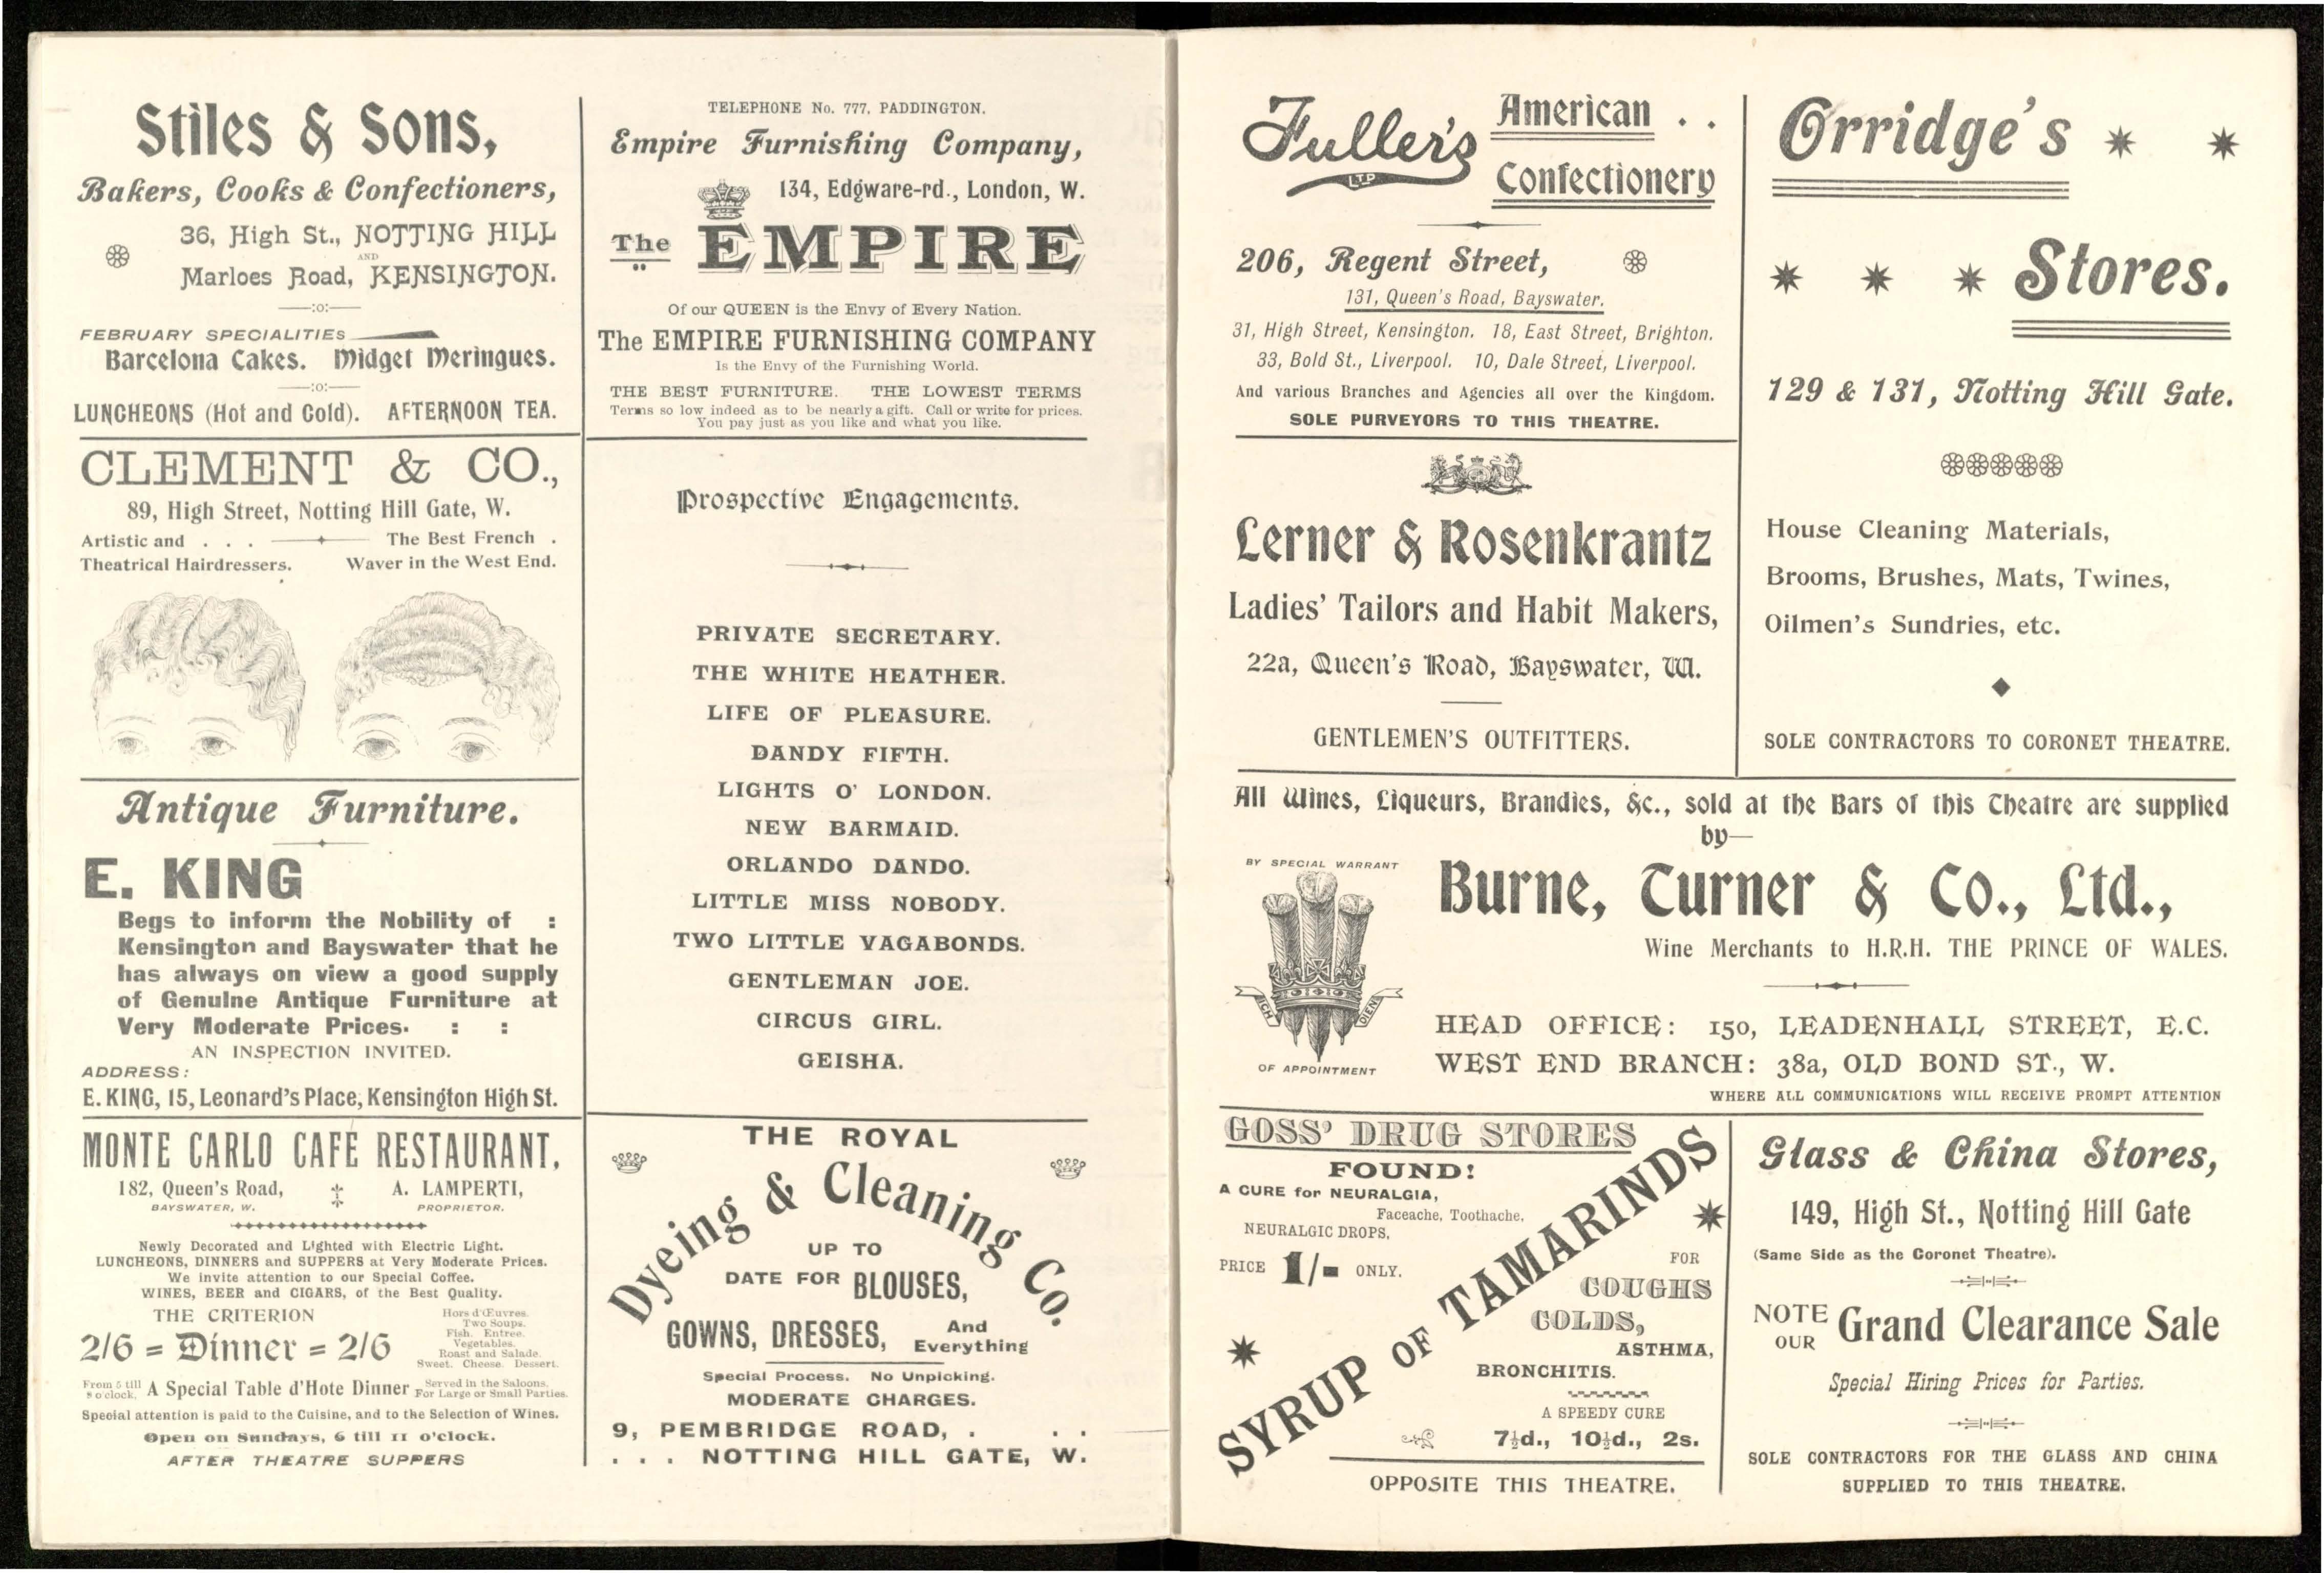 Stiles & Sons,
Bakers, Cooks & Confectioners,
36, High St., NOTTING HILL
AND
Marloes Road, KENSINGTON.
—:o:—
FEBRUARY SPECIALITIES
Barcelona Cakes. Midget Meringues.
—:o:—
LUNCHEONS (Hot and Cold). AFTERNOON TEA.
CLEMENT & CO.,
89, High Street, Notting Hill Gate, W.
Artistic and . . . The Best French .
Theatrical Hairdressers. Waver in the West End.
Antique Furniture.
E. KING
Begs to inform the Nobility of :
Kensington and Bayswater that he
has always on view a good supply
of Genuine Antique Furniture at
Very Moderate Prices. : :
AN INSPECTION INVITED.
ADDRESS:
E. KING, 15, Leonard's Place, Kensington High St.
MONTE CARLO CAFE RESTAURANT,
182, Queen's Road, A. LAMPERTI,
BAYSWATER, W. PROPRIETOR.
Newly Decorated and Lighted with Electric Light.
LUNCHEONS, DINNERS and SUPPERS at Very Moderate Prices.
We invite attention to our Special Coffee.
WINES, BEER and CIGARS, of the Best Quality.
THE CRITERION
2/6 = Dinner = 2/6
Hors d'Œuvres.
Two Soups.
Fish. Entree.
Vegetables.
Roast and Salade.
Sweet. Cheese. Dessert.
From 5 till
9 o'clock.
A Special Table d'Hote Dinner
Served in the Saloons.
For Large or Small Parties.
Special attention is paid to the Cuisine, and to the Selection of Wines.
Open on Sundays, 6 till 11 o'clock.
AFTER THEATRE SUPPERS
TELEPHONE No. 777, PADDINGTON.
Empire Furnishing Company,
134, Edgware-rd., London, W.
The EMPIRE
Of our QUEEN is the Envy of Every Nation.
The EMPIRE FURNISHING COMPANY
Is the Envy of the Furnishing World.
THE BEST FURNITURE. THE LOWEST TERMS
Terms so low indeed as to be nearly a gift. Call or write for prices.
You pay just as you like and what you like.
Prospective Engagements.
PRIVATE SECRETARY.
THE WHITE HEATHER.
LIFE OF PLEASURE.
DANDY FIFTH.
LIGHTS O' LONDON.
NEW BARMAID.
ORLANDO DANDO.
LITTLE MISS NOBODY.
TWO LITTLE VAGABONDS.
GENTLEMAN JOE.
CIRCUS GIRL.
GEISHA.
THE ROYAL
Dyeing & Cleaning Co.
UP TO
DATE FOR BLOUSES,
GOWNS, DRESSES, And
Everything
Special Process. No Unpicking.
MODERATE CHARGES.
9, PEMBRIDGE ROAD, . . .
. . . NOTTING HILL GATE, W.
Fuller's LTD American . .
Confectionery
206, Regent Street,
131, Queen's Road, Bayswater.
31, High Street, Kensington. 18, East Street, Brighton.
33, Bold St., Liverpool. 10, Dale Street, Liverpool.
And various Branches and Agencies all over the Kingdom.
SOLE PURVEYORS TO THIS THEATRE.
Lerner & Rosenkrantz
Ladies' Tailors and Habit Makers,
22a, Queen's Road, Bayswater, W.
GENTLEMEN'S OUTFITTERS.
Orridge's
Stores.
129 & 131, Notting Hill Gate.
House Cleaning Materials,
Brooms, Brushes, Mats, Twines,
Oilmen's Sundries, etc.
SOLE CONTRACTORS TO CORONET THEATRE.
All Wines, Liqueurs, Brandies, &c., sold at the Bars of this Theatre are supplied
by—
BY SPECIAL WARRANT
ICH DIEN
OF APPOINTMENT
Burne, Turner & Co., Ltd.,
Wine Merchants to H.R.H. THE PRINCE OF WALES.
HEAD OFFICE: 150, LEADENHALL STREET, E.C.
WEST END BRANCH: 38a, OLD BOND ST., W.
WHERE ALL COMMUNICATIONS WILL RECEIVE PROMPT ATTENTION
GOSS' DRUG STORES
FOUND!
A CURE for NEURALGIA,
Faceache, Toothache.
NEURALGIC DROPS,
PRICE 1/- ONLY.
SYRUP OF TAMARINDS
FOR
COUGHS
COLDS,
ASTHMA,
BRONCHITIS.
A SPEEDY CURE
7½d., 10½d., 2s.
OPPOSITE THIS THEATRE.
Glass & China Stores,
149, High St., Notting Hill Gate
(Same Side as the Coronet Theatre).
NOTE
OUR
Grand Clearance Sale
Special Hiring Prices for Parties.
SOLE CONTRACTORS FOR THE GLASS AND CHINA
SUPPLIED TO THIS THEATRE.